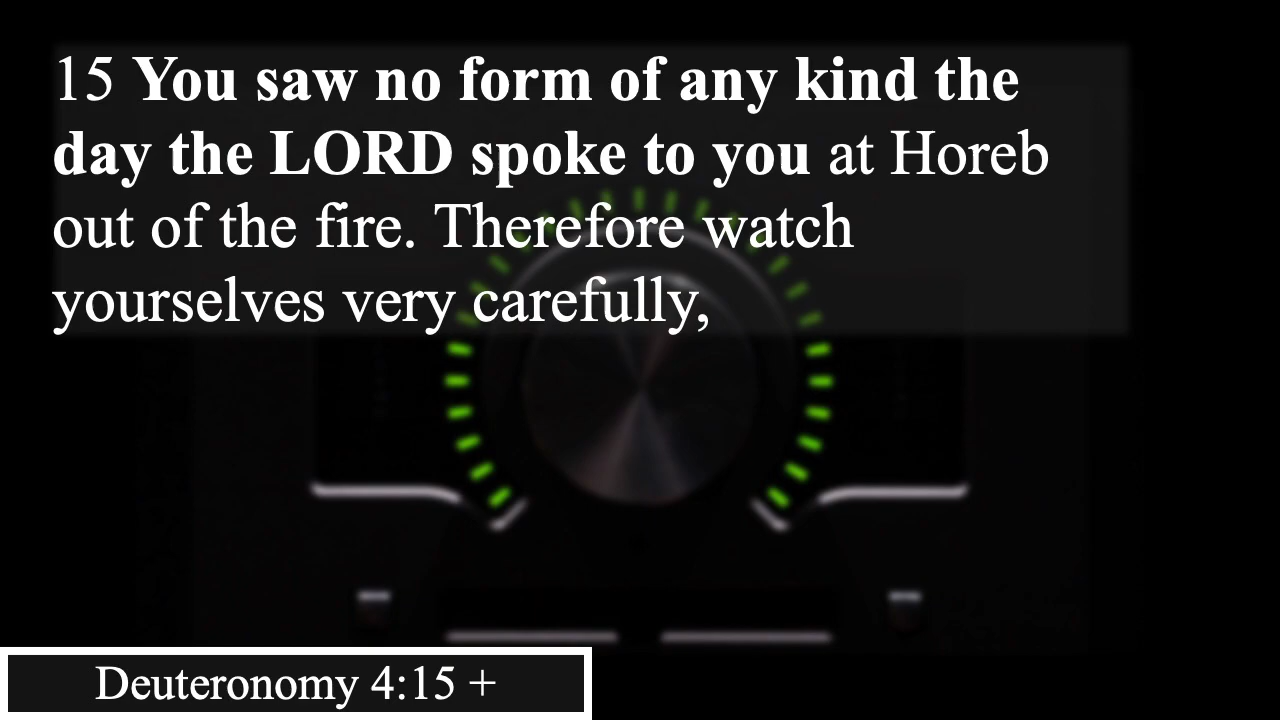 15 You saw no form of any kind the
day the LORD spoke to you at Horeb
out of the fire. Therefore watch
yourselves very carefully,
Deuteronomy 4:15 +